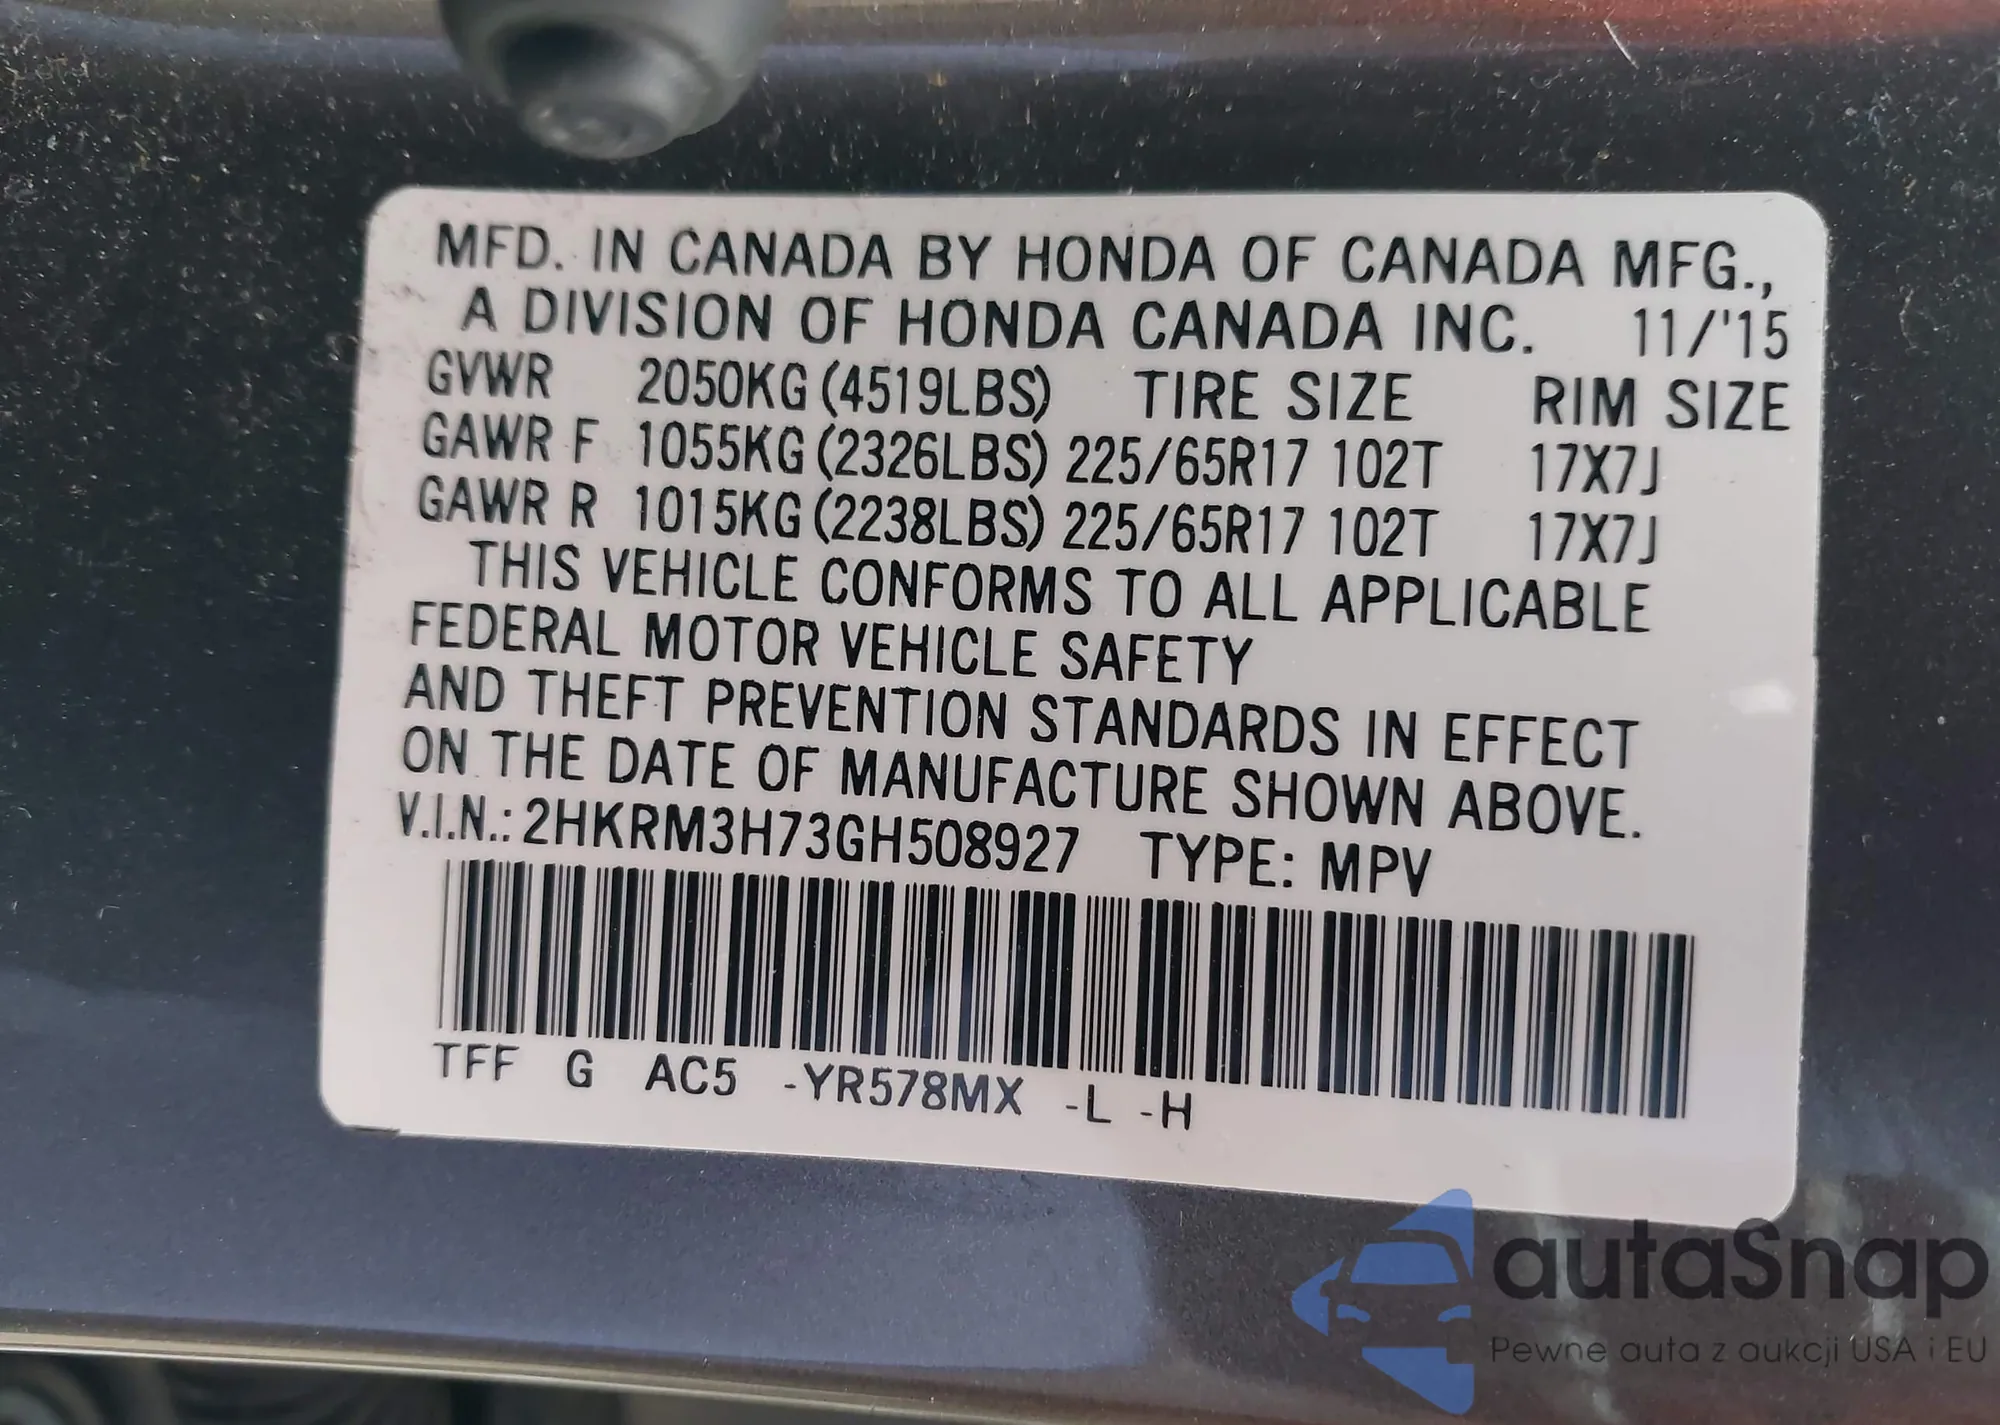 MFD. IN CANADA BY HONDA OF CANADA MFG.,
A DIVISION OF HONDA CANADA INC. 11/'15
GVWR 2050KG (4519LBS) TIRE SIZE RIM SIZE
GAWR F 1055KG (2326LBS) 225/65R17 102T 17X7J
GAWR R 1015KG (2238LBS) 225/65R17 102T 17X7J
THIS VEHICLE CONFORMS TO ALL APPLICABLE
FEDERAL MOTOR VEHICLE SAFETY
AND THEFT PREVENTION STANDARDS IN EFFECT
ON THE DATE OF MANUFACTURE SHOWN ABOVE.
V.I.N.: 2HKRM3H73GH508927 TYPE: MPV
TFF G AC5 -YR578MX -L -H
autaSnap
Pewne auta z aukcji USA i EU